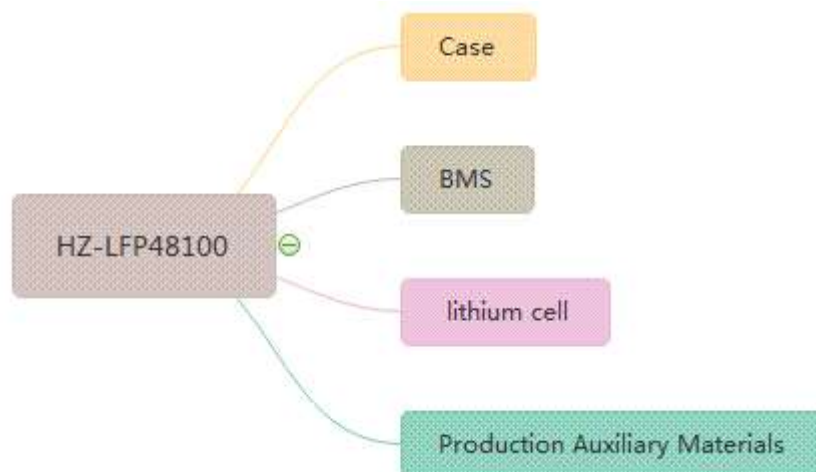 Case
BMS
HZ-LFP48100
lithium cell
Production Auxiliary Materials